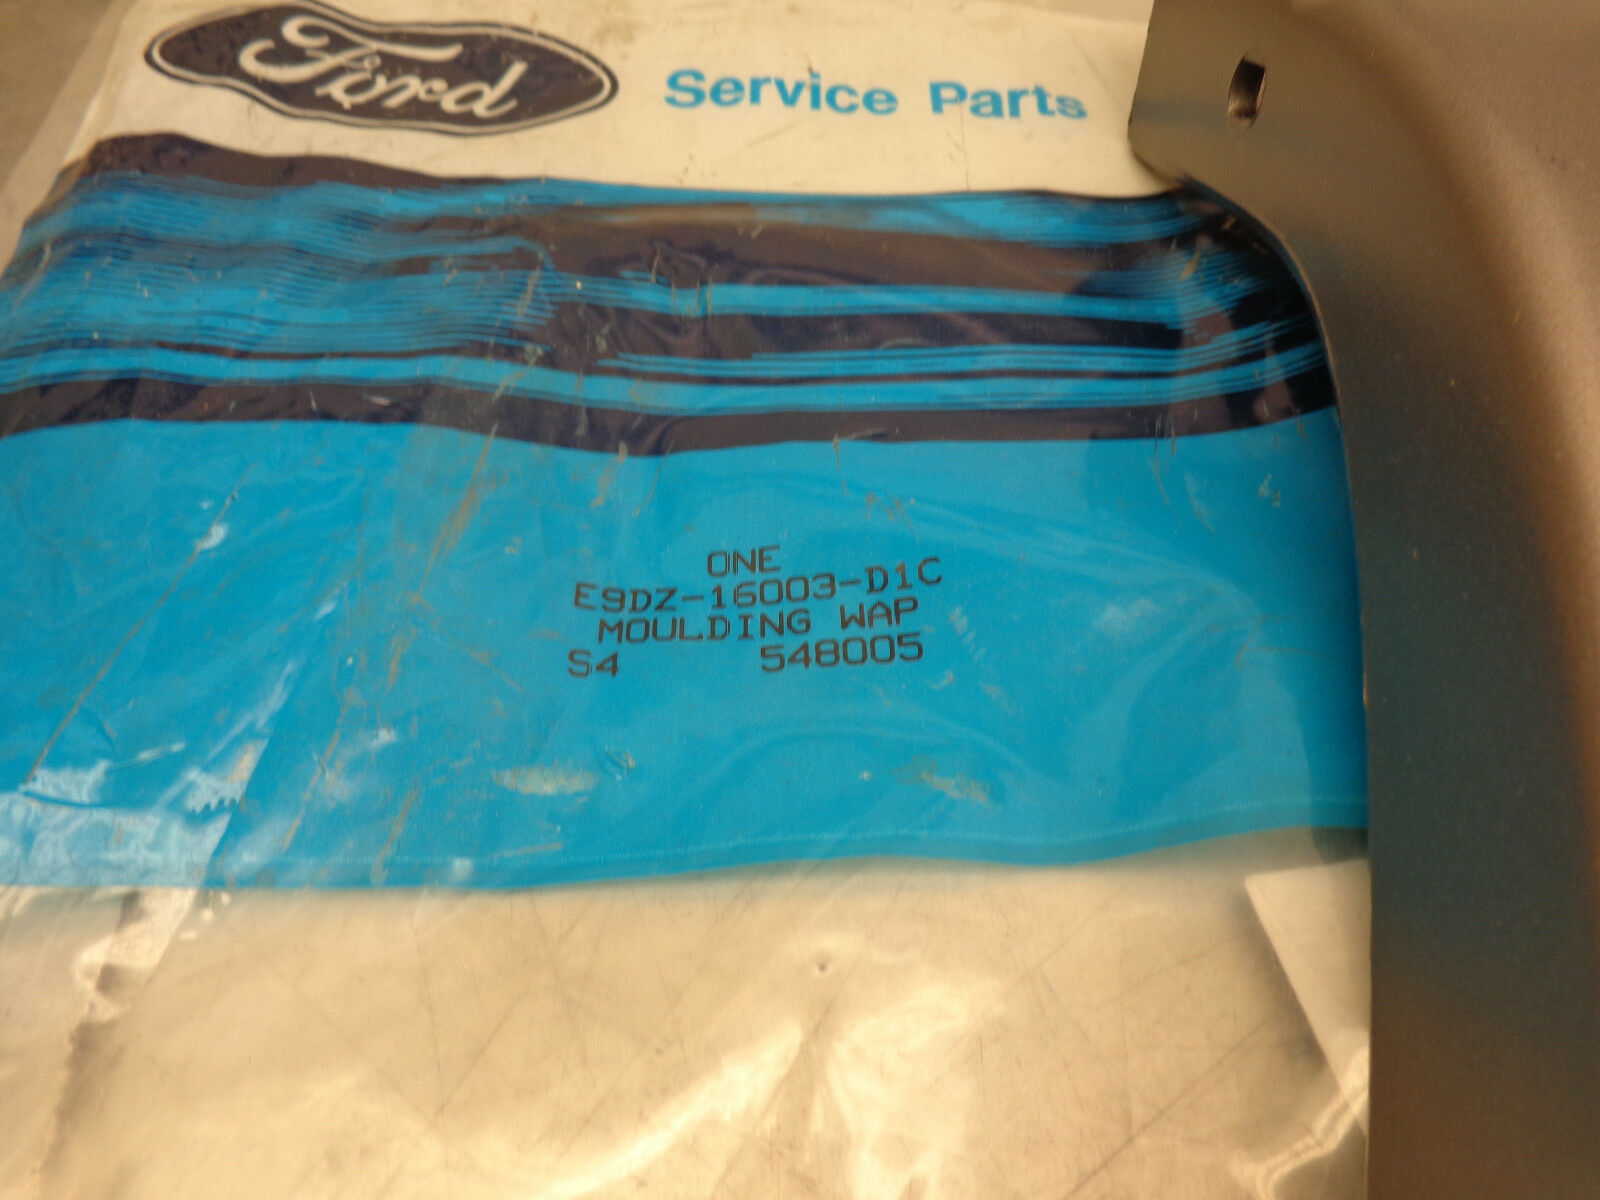 Ford Service Parts
ONE
E9DZ-16003-D1C
MOULDING WAP
S4 548005